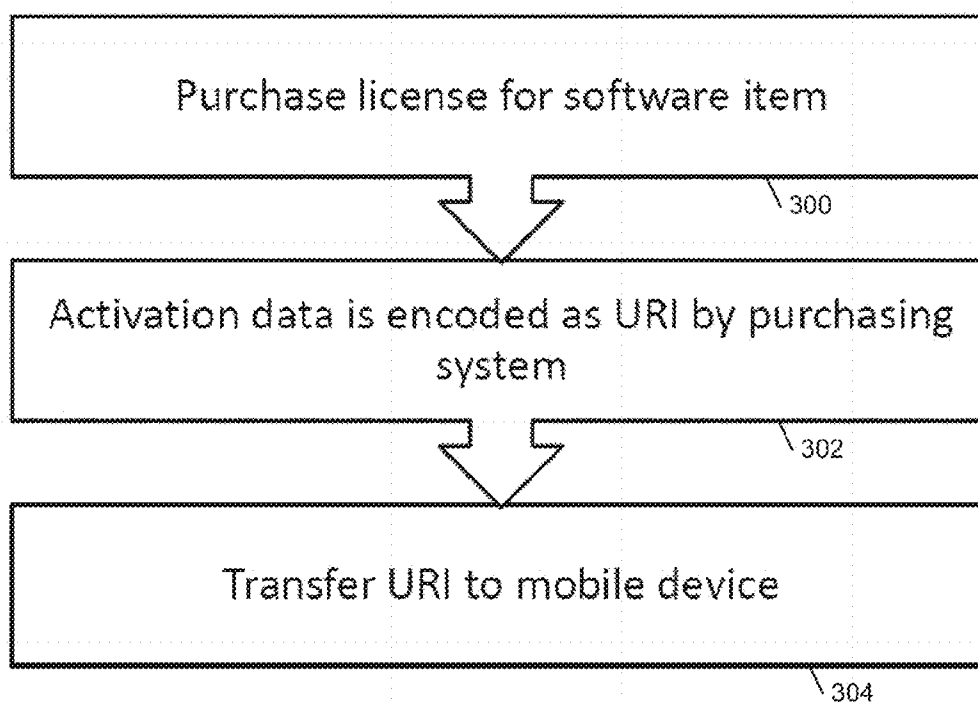 Purchase license for software item
300
Activation data is encoded as URI by purchasing
system
302
Transfer URI to mobile device
304